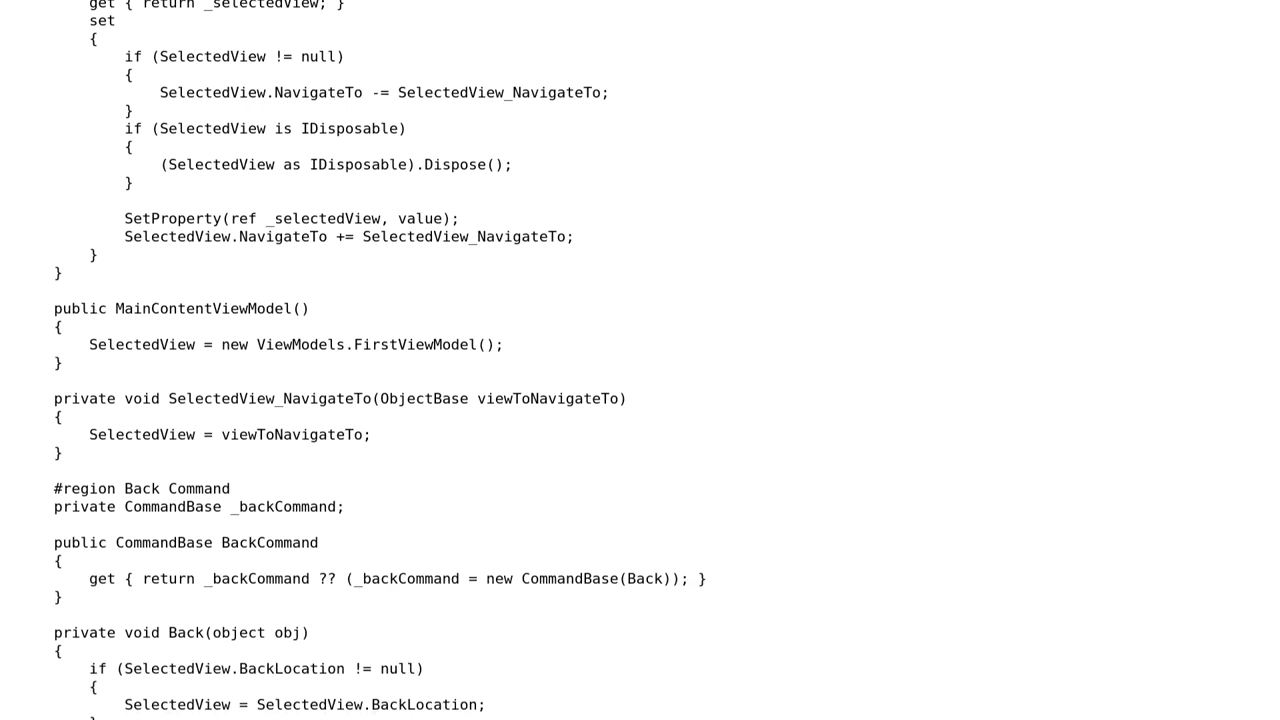 get { return _selectedView; }
set
{
if (SelectedView != null)
{
SelectedView.NavigateTo -= SelectedView_NavigateTo;
}
if (SelectedView is IDisposable)
{
(SelectedView as IDisposable).Dispose();
}
SetProperty(ref _selectedView, value);
SelectedView.NavigateTo += SelectedView_NavigateTo;
}
}
public MainContentViewModel()
{
SelectedView = new ViewModels.FirstViewModel();
}
private void SelectedView_NavigateTo(ObjectBase viewToNavigateTo)
{
SelectedView = viewToNavigateTo;
}
#region Back Command
private CommandBase _backCommand;
public CommandBase BackCommand
{
get { return _backCommand ?? (_backCommand = new CommandBase(Back)); }
}
private void Back(object obj)
{
if (SelectedView.BackLocation != null)
{
SelectedView = SelectedView.BackLocation;
}